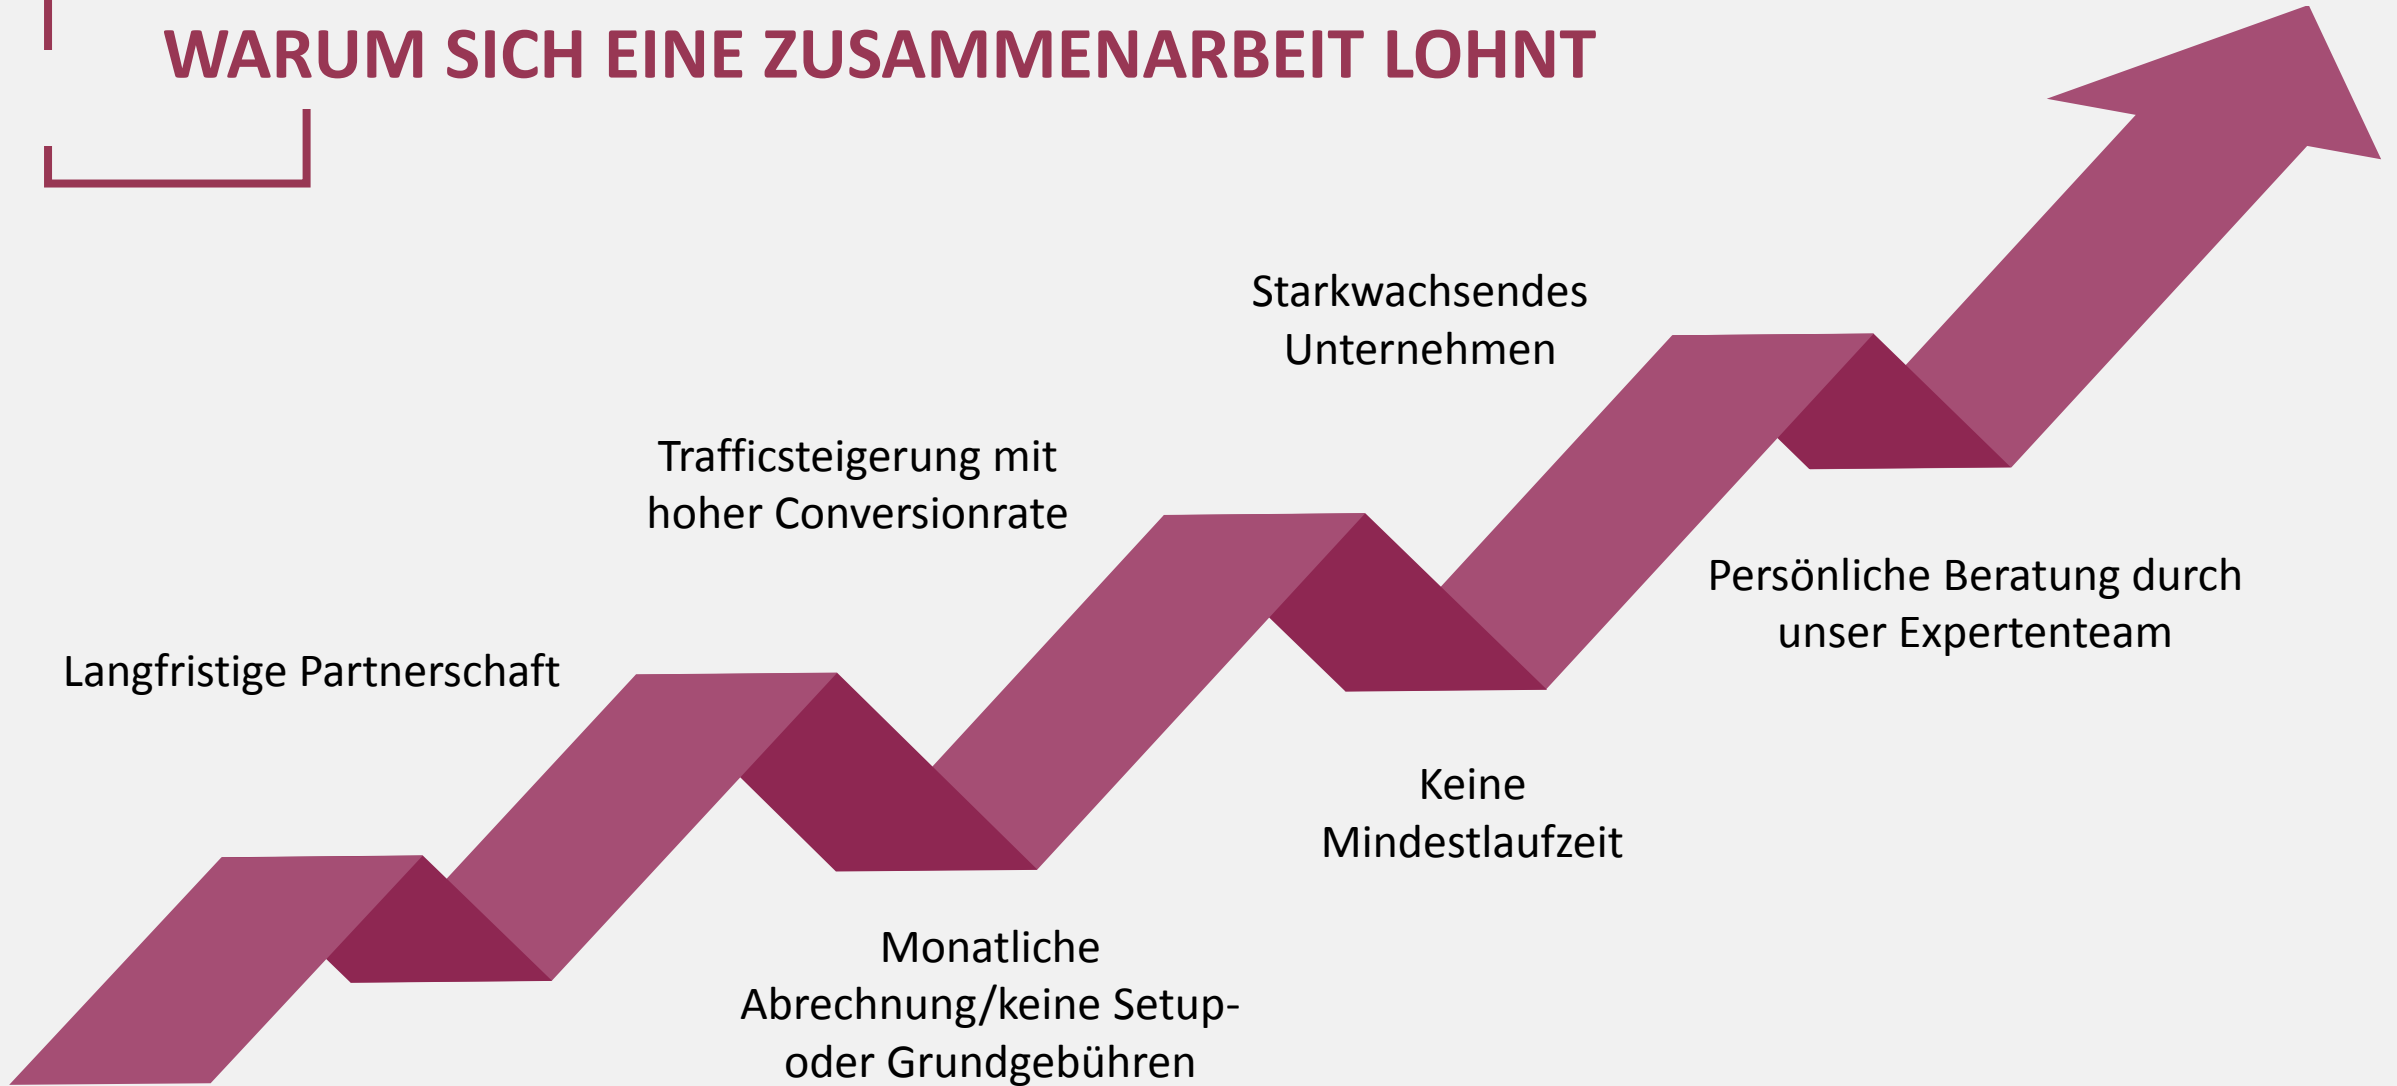 WARUM SICH EINE ZUSAMMENARBEIT LOHNT
Starkwachsendes
Unternehmen
Trafficsteigerung mit
hoher Conversionrate
Persönliche Beratung durch
unser Expertenteam
Langfristige Partnerschaft
Keine
Mindestlaufzeit
Monatliche
Abrechnung/keine Setup-
oder Grundgebühren